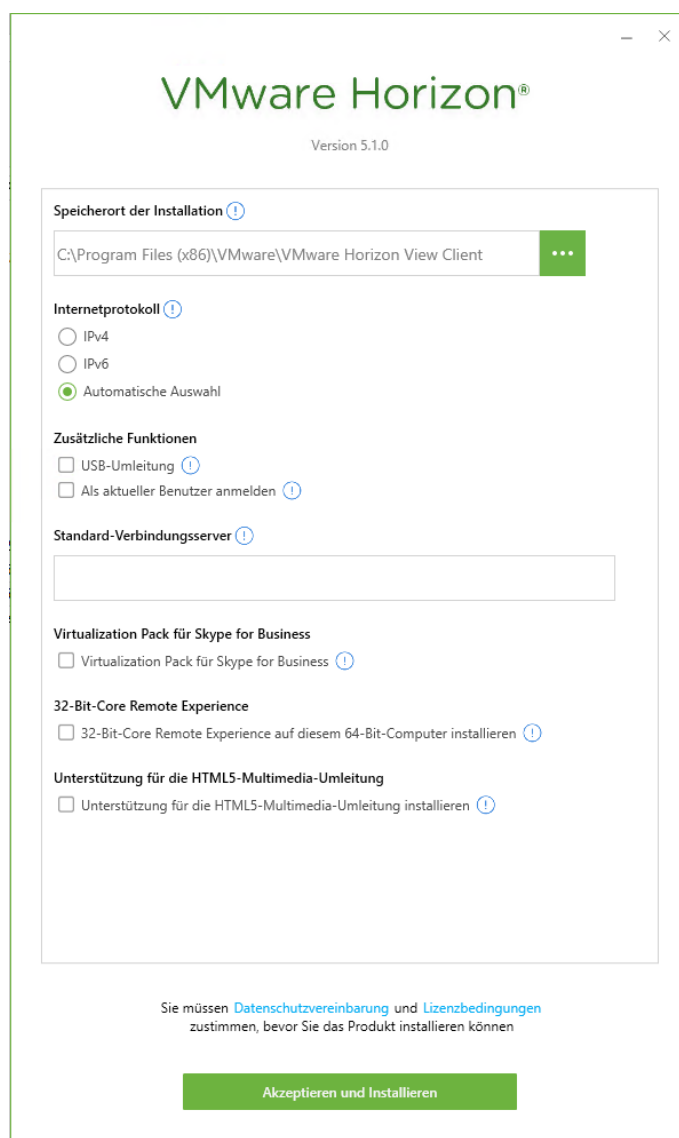 VMware Horizon®
Version 5.1.0
Speicherort der Installation
C:\Program Files (x86)\VMware\VMware Horizon View Client
Internetprotokoll
IPv4
IPv6
Automatische Auswahl
Zusätzliche Funktionen
USB-Umleitung
Als aktueller Benutzer anmelden
Standard-Verbindungsserver
Virtualization Pack für Skype for Business
Virtualization Pack für Skype for Business
32-Bit-Core Remote Experience
32-Bit-Core Remote Experience auf diesem 64-Bit-Computer installieren
Unterstützung für die HTML5-Multimedia-Umleitung
Unterstützung für die HTML5-Multimedia-Umleitung installieren
Sie müssen Datenschutzvereinbarung und Lizenzbedingungen
zustimmen, bevor Sie das Produkt installieren können
Akzeptieren und Installieren